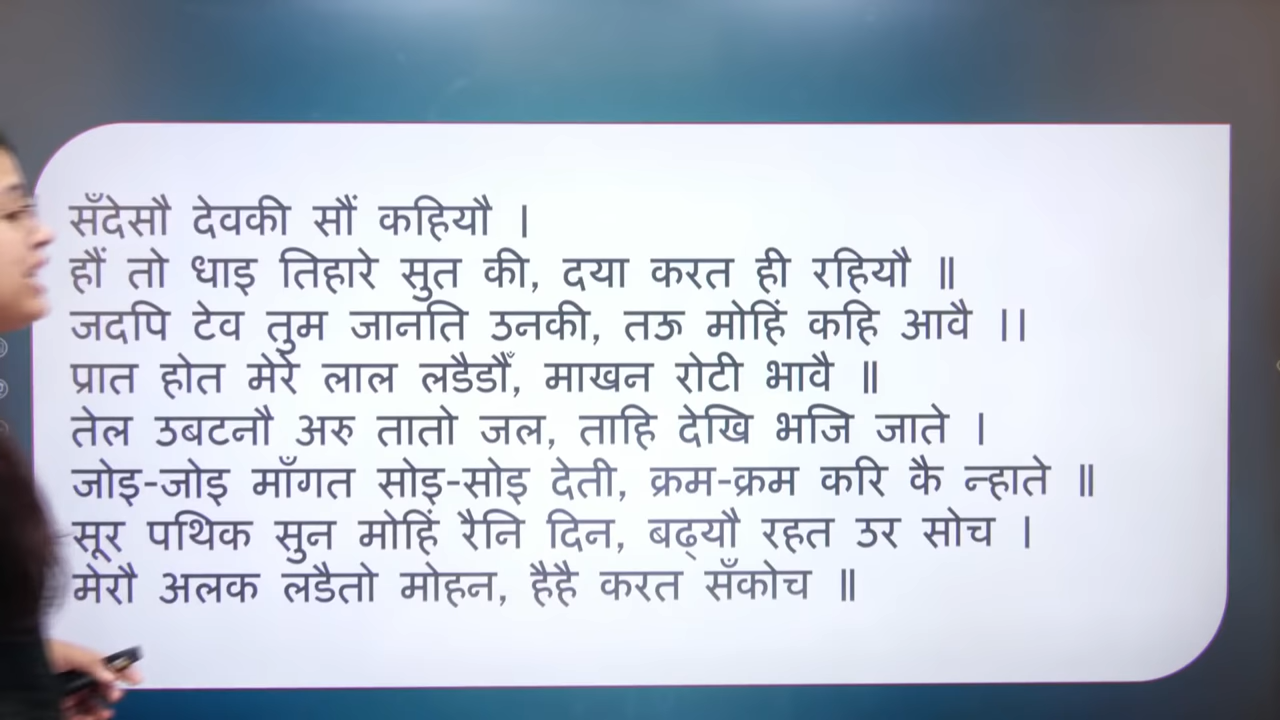 सँदेसौ देवकी सौं कहियौ |
हौं तो धाइ तिहारे सुत की, दया करत ही रहियौ ॥
जदपि टेव तुम जानति उनकी, तऊ मोहिं कहि आवै ।।
प्रात होत मेरे लाल लडैडौँ, माखन रोटी भावै ॥
तेल उबटनौ अरु तातो जल, ताहि देखि भजि जाते ।
जोइ-जोइ माँगत सोइ-सोइ देती, क्रम-क्रम करि कै न्हाते ॥
सूर पथिक सुन मोहिं रैनि दिन, बढ्यौ रहत उर सोच ।
मेरौ अलक लडैतो मोहन, हैहै करत सँकोच ॥